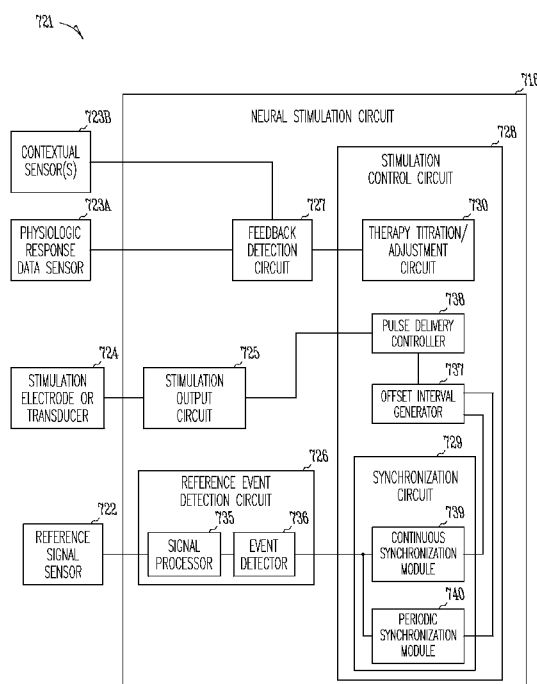 721
716
NEURAL STIMULATION CIRCUIT
723B
CONTEXTUAL
SENSOR(S)
728
STIMULATION
CONTROL CIRCUIT
723A
PHYSIOLOGIC
RESPONSE
DATA SENSOR
727
FEEDBACK
DETECTION
CIRCUIT
730
THERAPY TITRATION/
ADJUSTMENT
CIRCUIT
738
PULSE DELIVERY
CONTROLLER
724
STIMULATION
ELECTRODE OR
TRANSDUCER
725
STIMULATION
OUTPUT
CIRCUIT
737
OFFSET INTERVAL
GENERATOR
726
REFERENCE EVENT
DETECTION CIRCUIT
729
SYNCHRONIZATION
CIRCUIT
722
REFERENCE
SIGNAL
SENSOR
735
SIGNAL
PROCESSOR
736
EVENT
DETECTOR
739
CONTINUOUS
SYNCHRONIZATION
MODULE
740
PERIODIC
SYNCHRONIZATION
MODULE